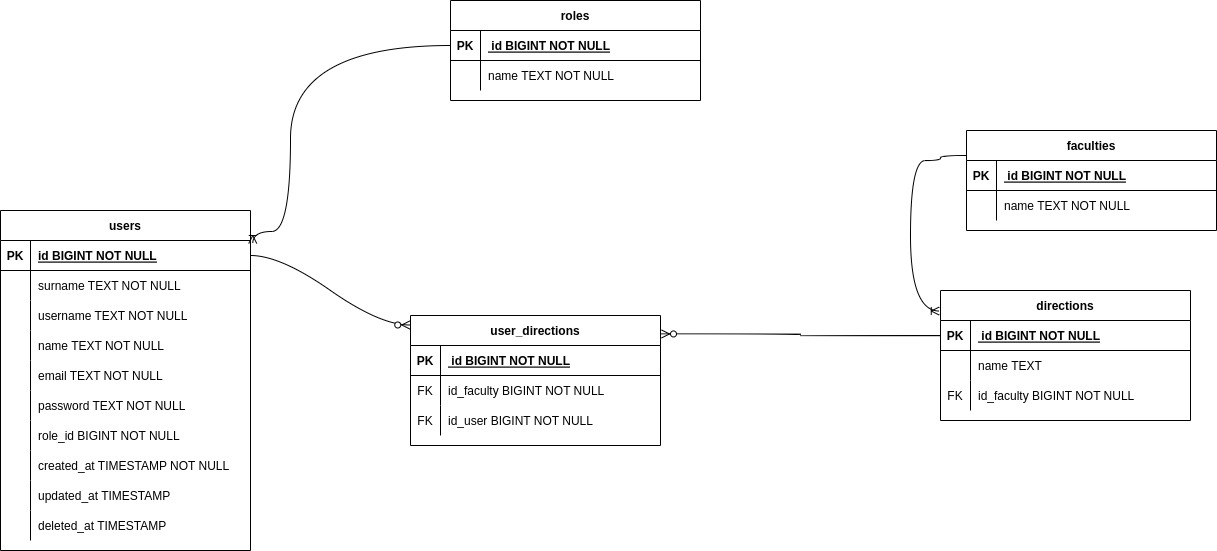 roles
PK id BIGINT NOT NULL
name TEXT NOT NULL
faculties
PK id BIGINT NOT NULL
name TEXT NOT NULL
users
PK id BIGINT NOT NULL
surname TEXT NOT NULL
username TEXT NOT NULL
name TEXT NOT NULL
email TEXT NOT NULL
password TEXT NOT NULL
role_id BIGINT NOT NULL
created_at TIMESTAMP NOT NULL
updated_at TIMESTAMP
deleted_at TIMESTAMP
user_directions
PK id BIGINT NOT NULL
FK id_faculty BIGINT NOT NULL
FK id_user BIGINT NOT NULL
directions
PK id BIGINT NOT NULL
name TEXT
FK id_faculty BIGINT NOT NULL